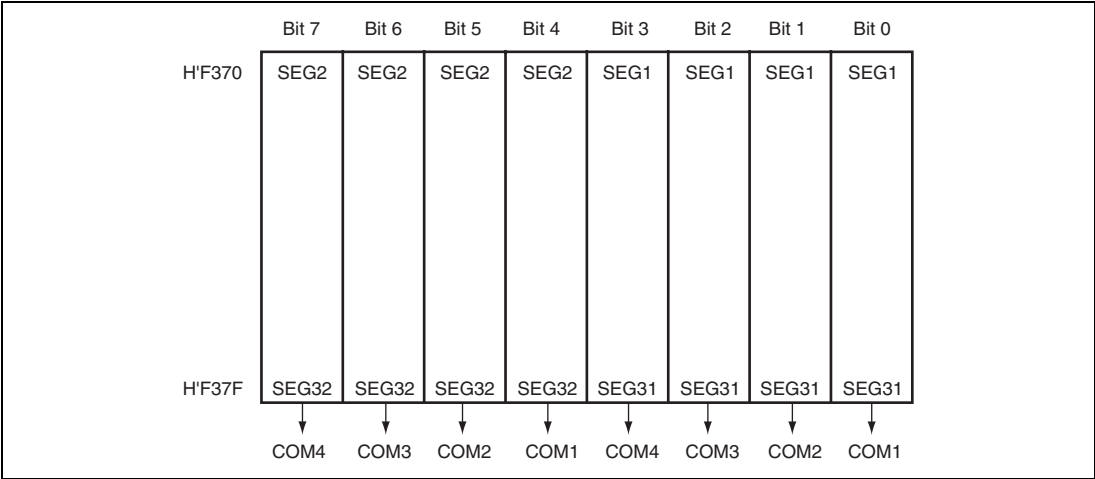 Bit 7 Bit 6 Bit 5 Bit 4 Bit 3 Bit 2 Bit 1 Bit 0
H'F370 SEG2 SEG2 SEG2 SEG2 SEG1 SEG1 SEG1 SEG1
H'F37F SEG32 SEG32 SEG32 SEG32 SEG31 SEG31 SEG31 SEG31
COM4 COM3 COM2 COM1 COM4 COM3 COM2 COM1